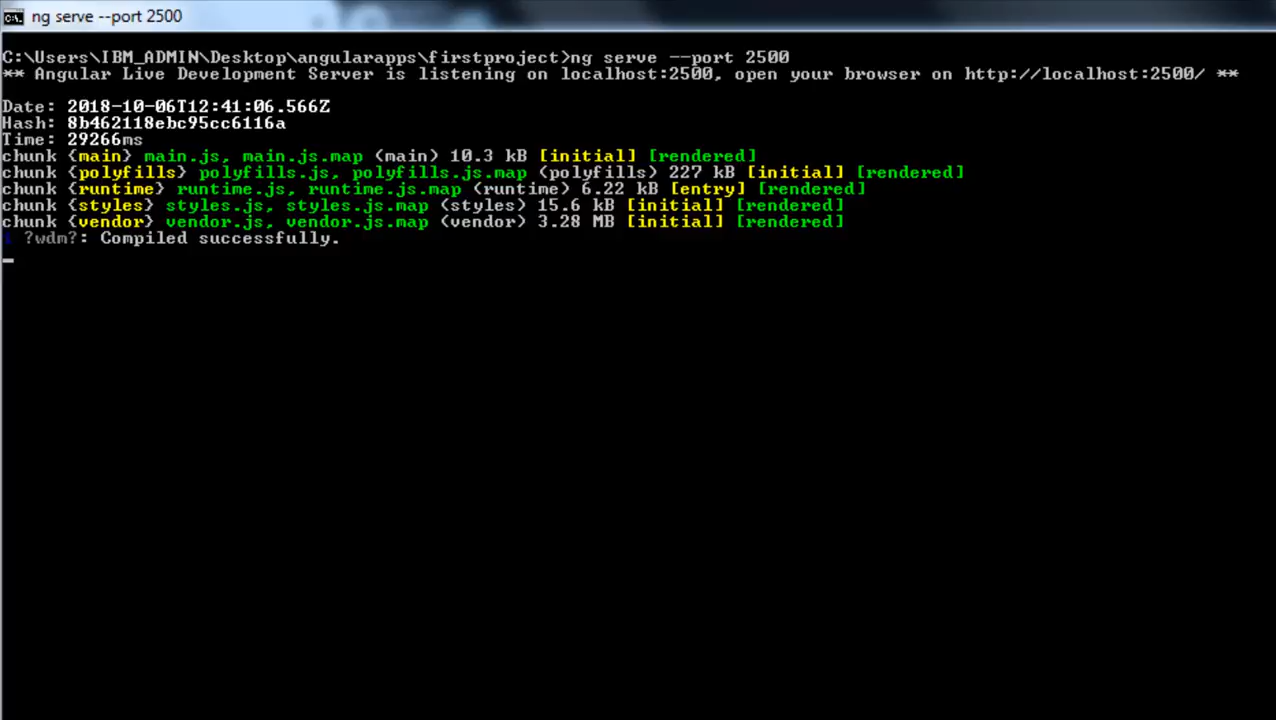 ng serve --port 2500
C:\Users\IBM_ADMIN\Desktop\angularapps\firstproject>ng serve --port 2500
** Angular Live Development Server is listening on localhost:2500, open your browser on http://localhost:2500/ **
Date: 2018-10-06T12:41:06.566Z
Hash: 8b462118ebc95cc6116a
Time: 29266ms
chunk {main} main.js, main.js.map (main) 10.3 kB [initial] [rendered]
chunk {polyfills} polyfills.js, polyfills.js.map (polyfills) 227 kB [initial] [rendered]
chunk {runtime} runtime.js, runtime.js.map (runtime) 6.22 kB [entry] [rendered]
chunk {styles} styles.js, styles.js.map (styles) 15.6 kB [initial] [rendered]
chunk {vendor} vendor.js, vendor.js.map (vendor) 3.28 MB [initial] [rendered]
?wdm?: Compiled successfully.